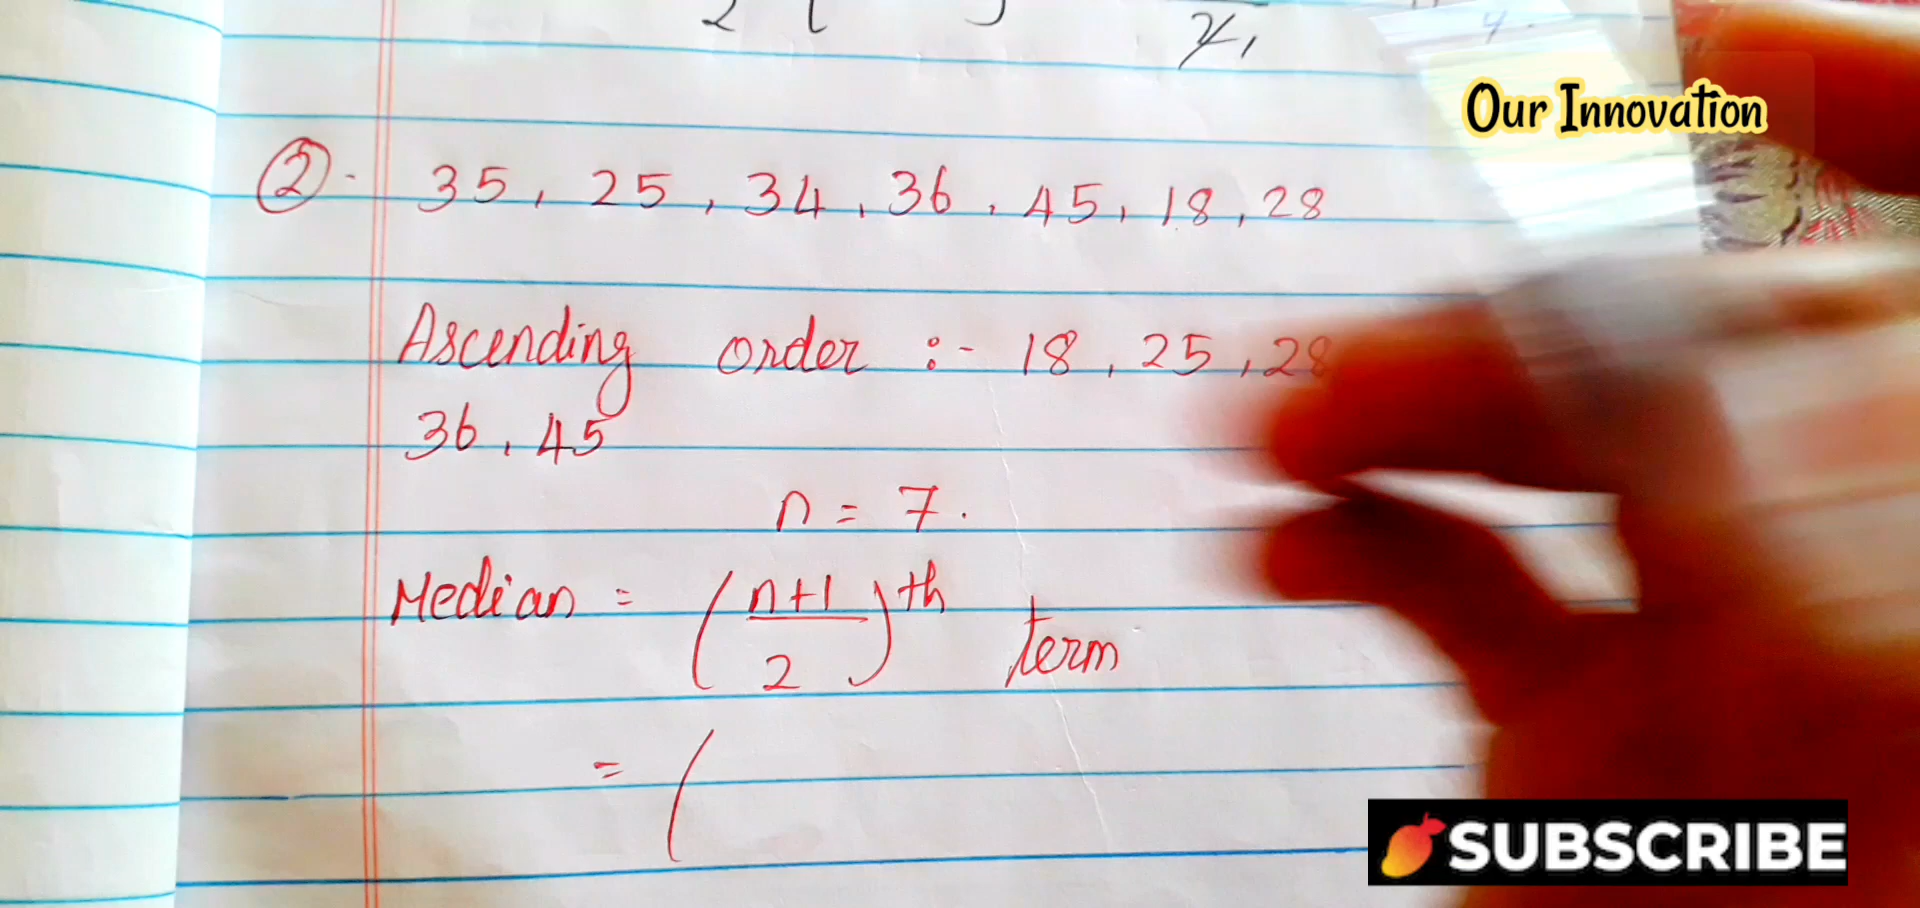 Our Innovation
②. 35, 25, 34, 36, 45, 18, 28
Ascending order :- 18, 25, 28
36, 45
n = 7.
Median = (n+1/2)th term
= (
SUBSCRIBE